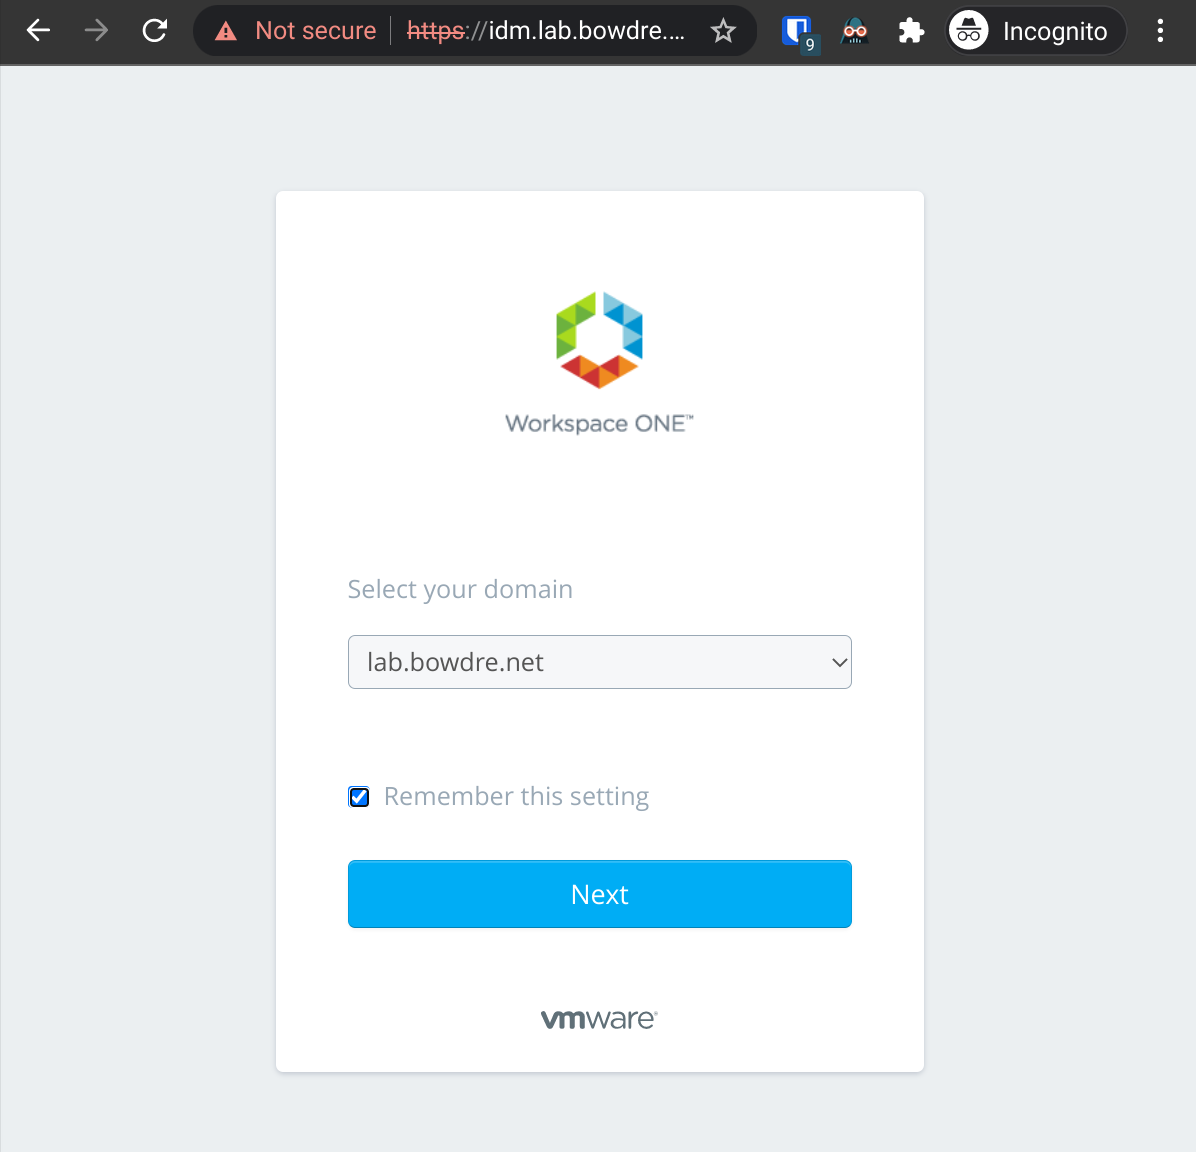 Not secure https://idm.lab.bowdre.... 9 Incognito
Workspace ONE™
Select your domain
lab.bowdre.net
Remember this setting
Next
vmware®